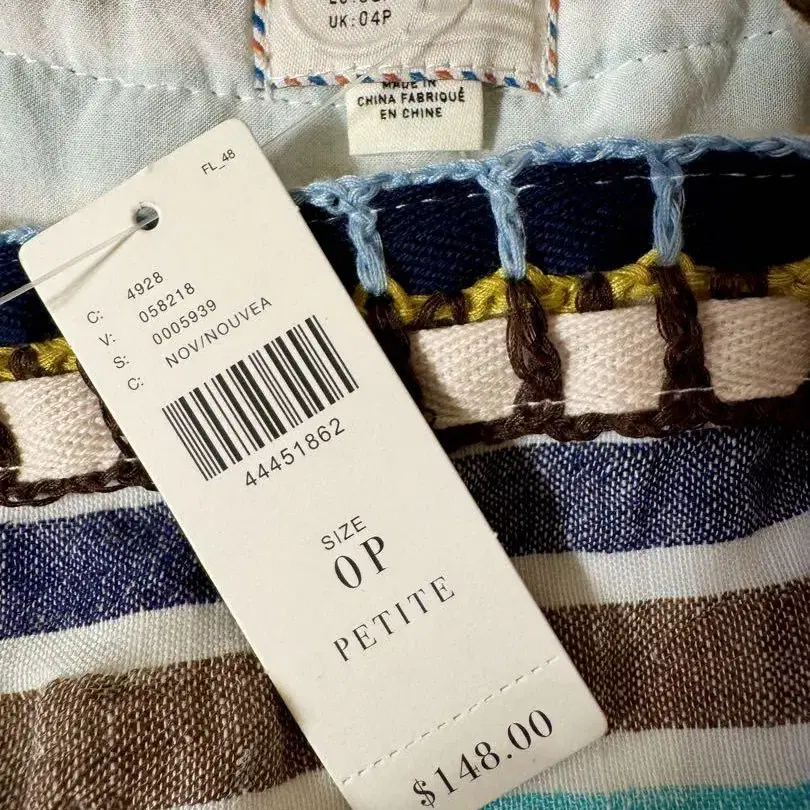 UK:04P
MADE IN
CHINA FABRIQUÉ
EN CHINE
FL_48
C: 4928
V: 058218
S: 0005939
C: NOV/NOUVEA
44451862
SIZE
0P
PETITE
$148.00